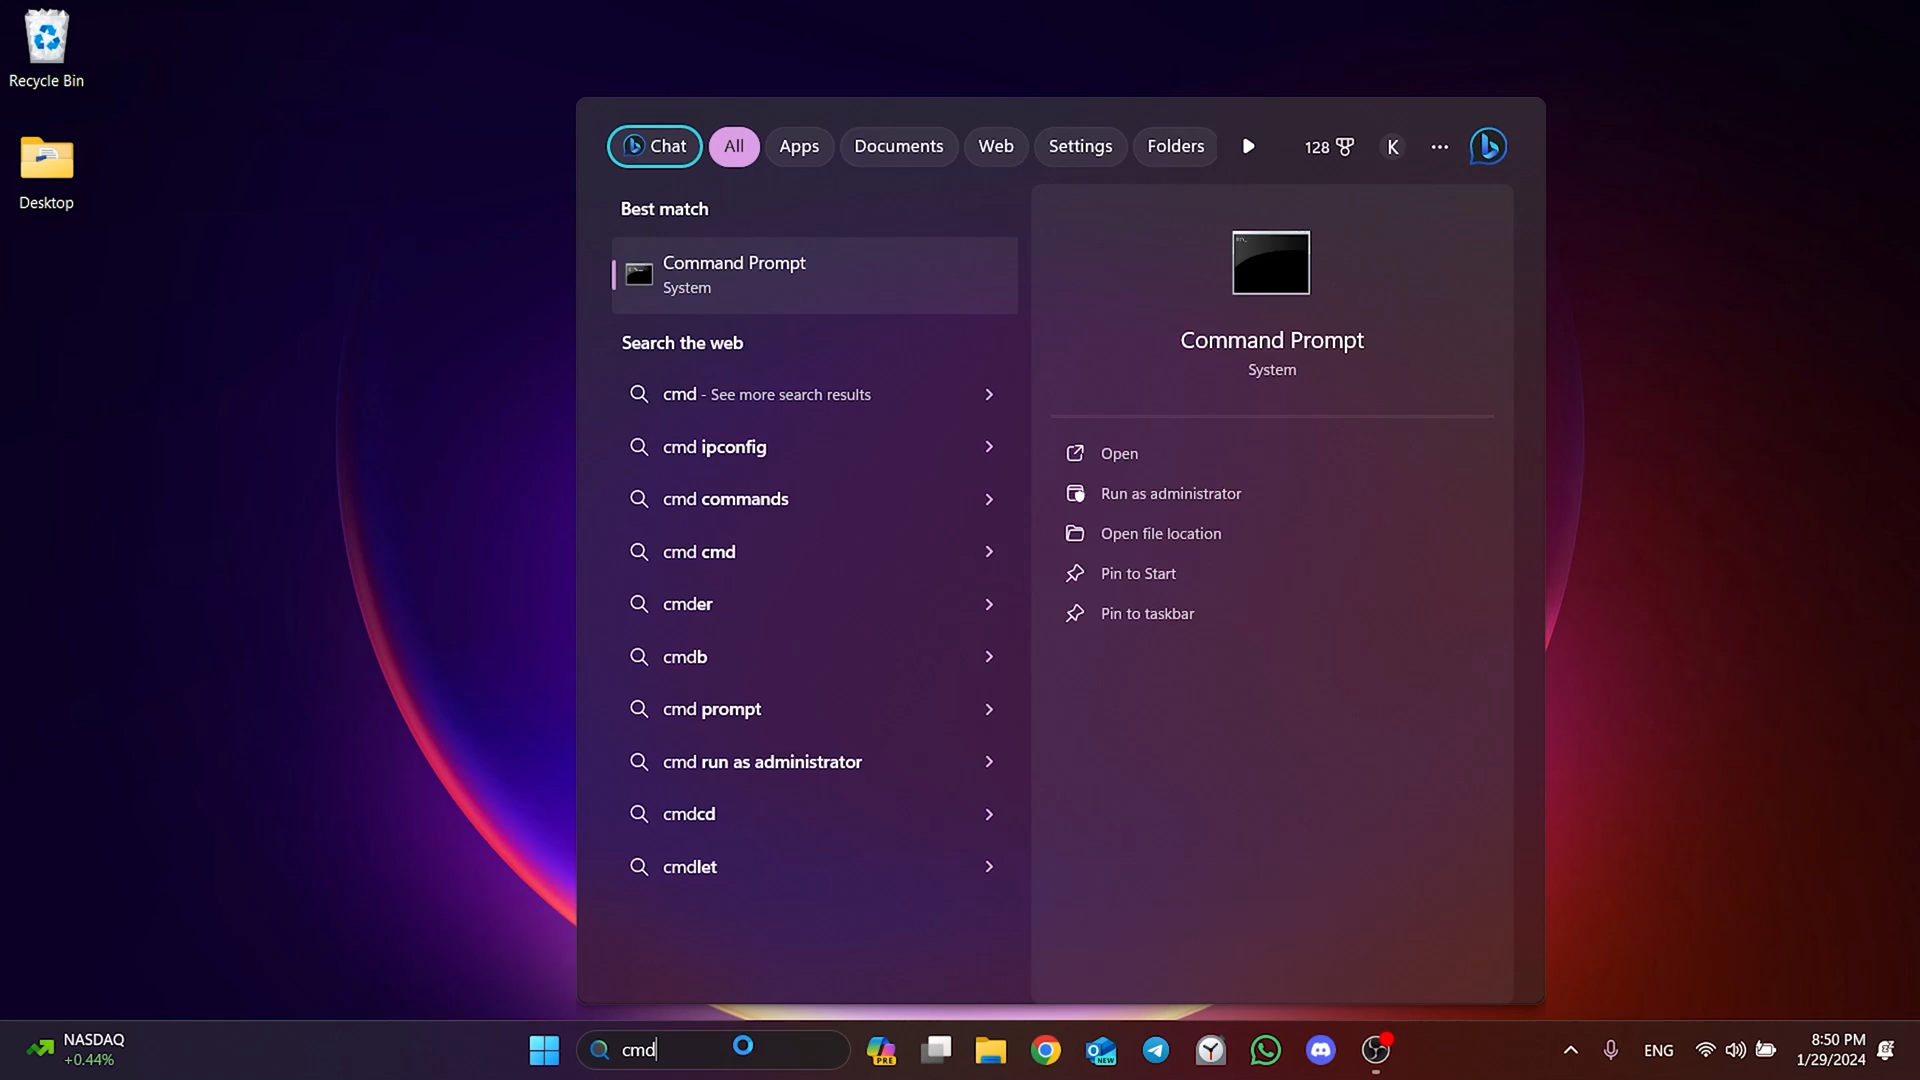 Recycle Bin
Desktop
Chat
All
Apps
Documents
Web
Settings
Folders
128
K
Best match
Command Prompt
System
Search the web
cmd - See more search results
cmd ipconfig
cmd commands
cmd cmd
cmder
cmdb
cmd prompt
cmd run as administrator
cmdcd
cmdlet
Command Prompt
System
Open
Run as administrator
Open file location
Pin to Start
Pin to taskbar
NASDAQ
+0.44%
cmd
PRE
NEW
ENG
8:50 PM
1/29/2024